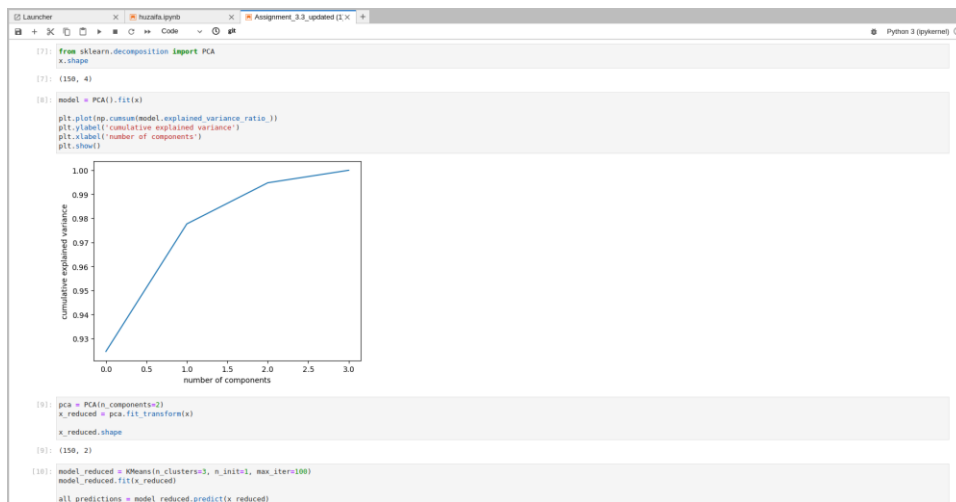 Launcher
huzaifa.ipynb
Assignment_3.3_updated (1)
Code
git
Python 3 (ipykernel)
[7]: from sklearn.decomposition import PCA
x.shape
[7]: (150, 4)
[8]: model = PCA().fit(x)
plt.plot(np.cumsum(model.explained_variance_ratio_))
plt.ylabel('cumulative explained variance')
plt.xlabel('number of components')
plt.show()
1.00
0.99
0.98
0.97
0.96
0.95
0.94
0.93
cumulative explained variance
0.0 0.5 1.0 1.5 2.0 2.5 3.0
number of components
[9]: pca = PCA(n_components=2)
x_reduced = pca.fit_transform(x)
x_reduced.shape
[9]: (150, 2)
[10]: model_reduced = KMeans(n_clusters=3, n_init=1, max_iter=100)
model_reduced.fit(x_reduced)
all_predictions = model_reduced.predict(x_reduced)